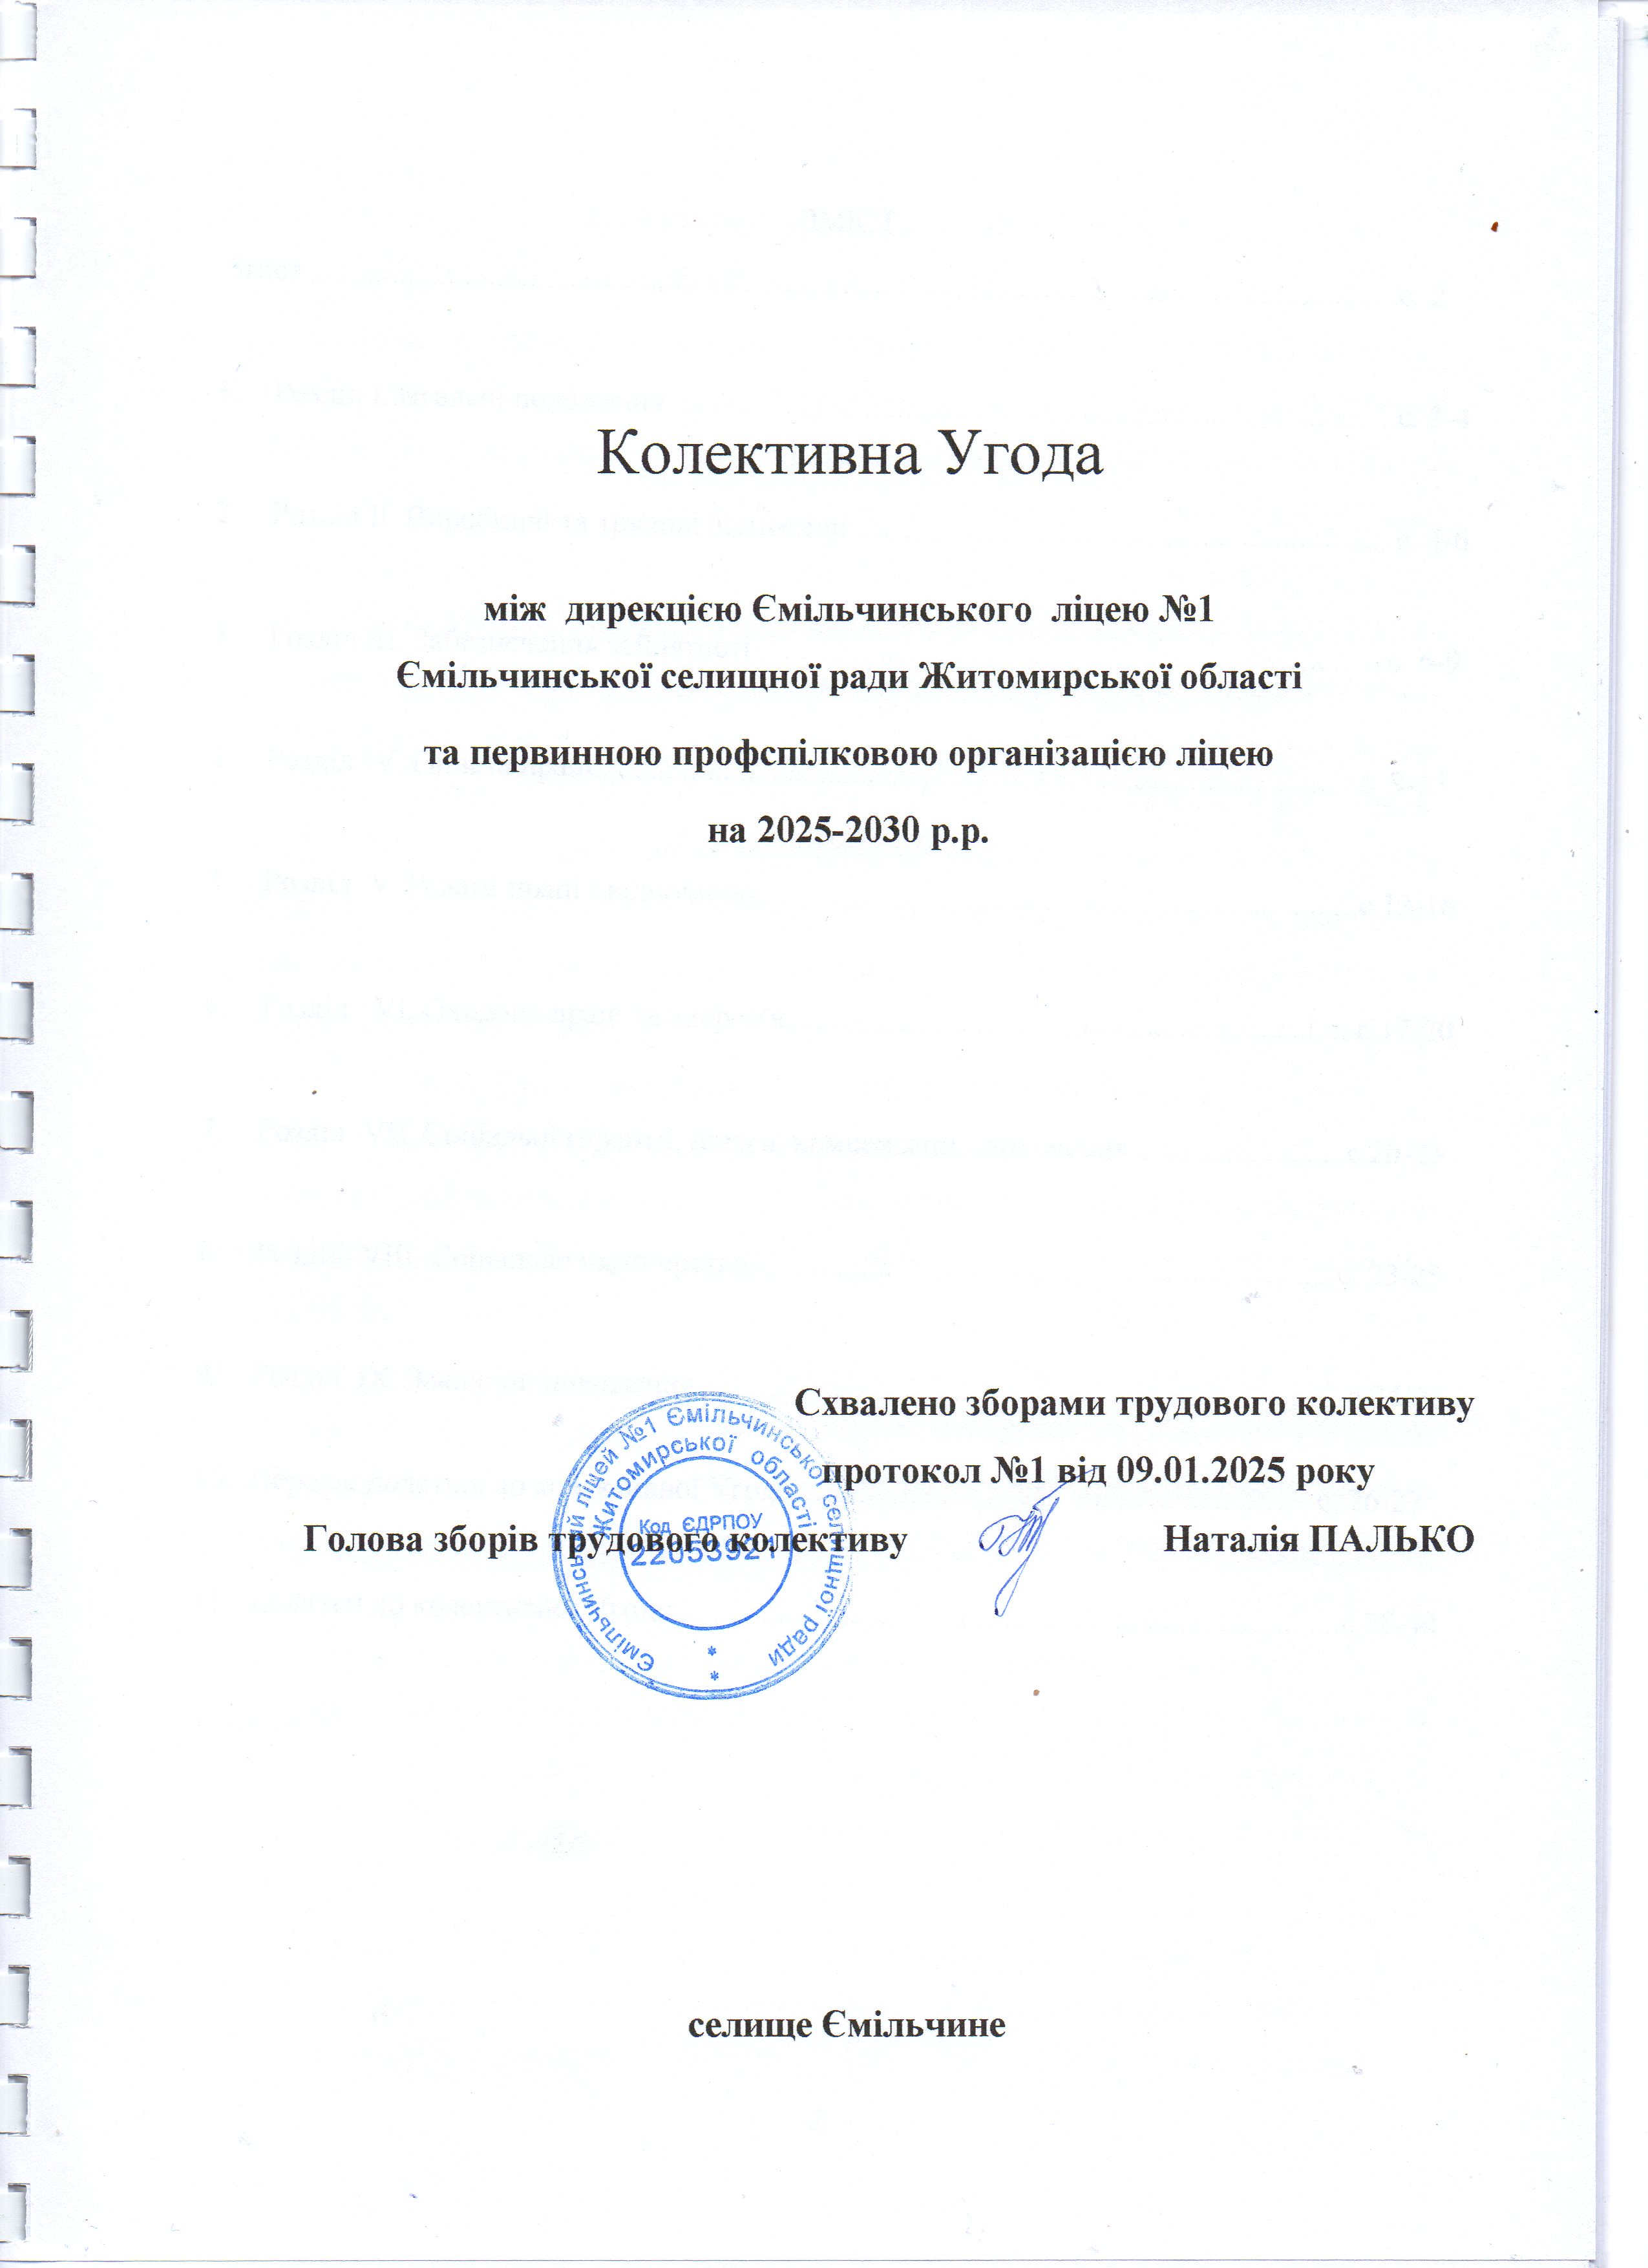 Колективна Угода
між дирекцією Ємільчинського ліцею №1
Ємільчинської селищної ради Житомирської області
та первинною профспілковою організацією ліцею
на 2025-2030 р.р.
Схвалено зборами трудового колективу
протокол №1 від 09.01.2025 року
Голова зборів трудового колективу Наталія ПАЛЬКО
Ємільчинський ліцей №1 Ємільчинської селищної ради
Житомирської області
Код ЄДРПОУ
22053921
селище Ємільчине